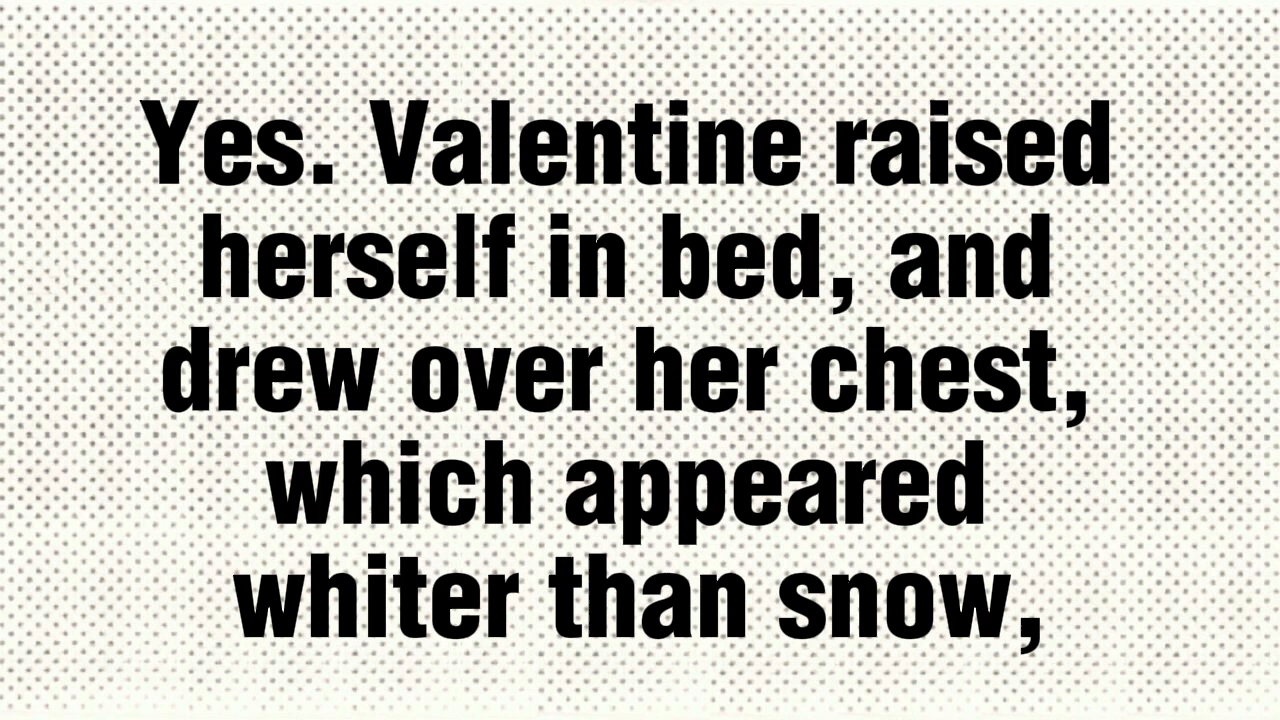 Yes. Valentine raised
herself in bed, and
drew over her chest,
which appeared
whiter than snow,